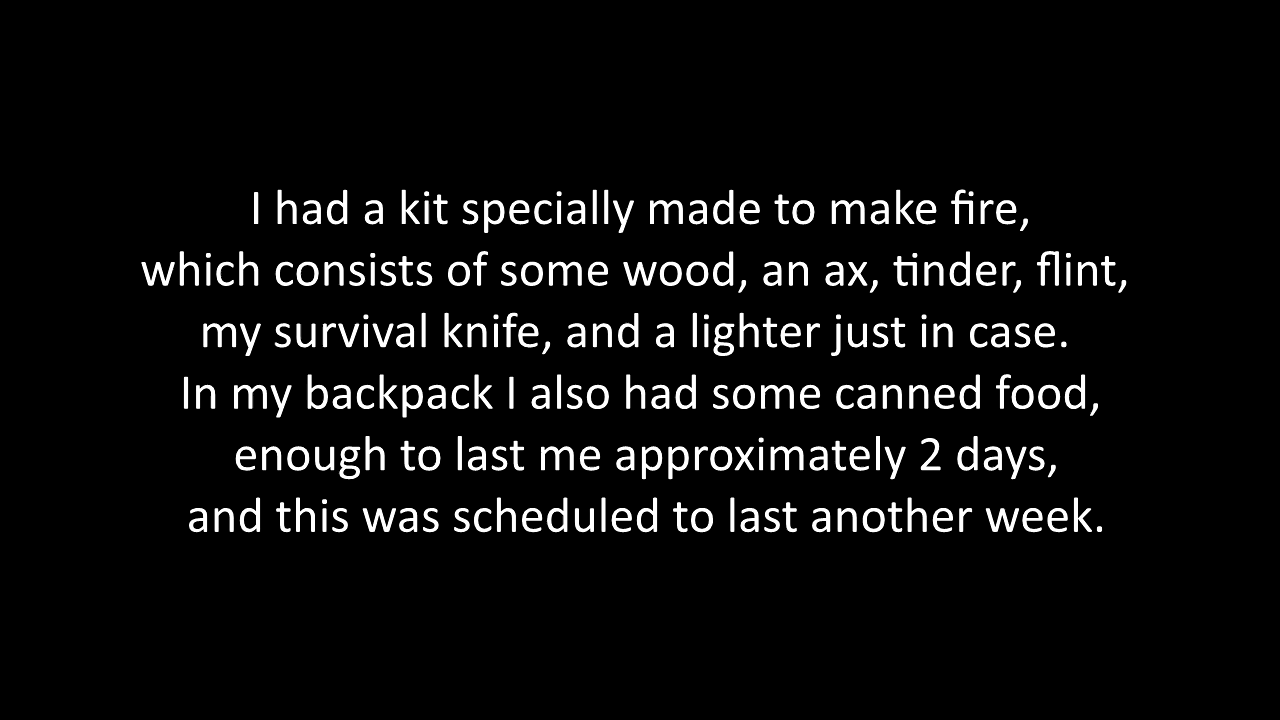 I had a kit specially made to make fire,
which consists of some wood, an ax, tinder, flint,
my survival knife, and a lighter just in case.
In my backpack I also had some canned food,
enough to last me approximately 2 days,
and this was scheduled to last another week.